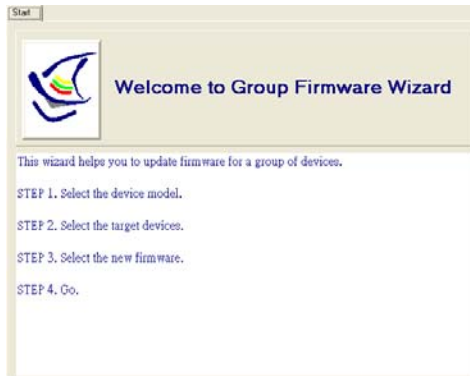 Start
Welcome to Group Firmware Wizard
This wizard helps you to update firmware for a group of devices.
STEP 1. Select the device model.
STEP 2. Select the target devices.
STEP 3. Select the new firmware.
STEP 4. Go.